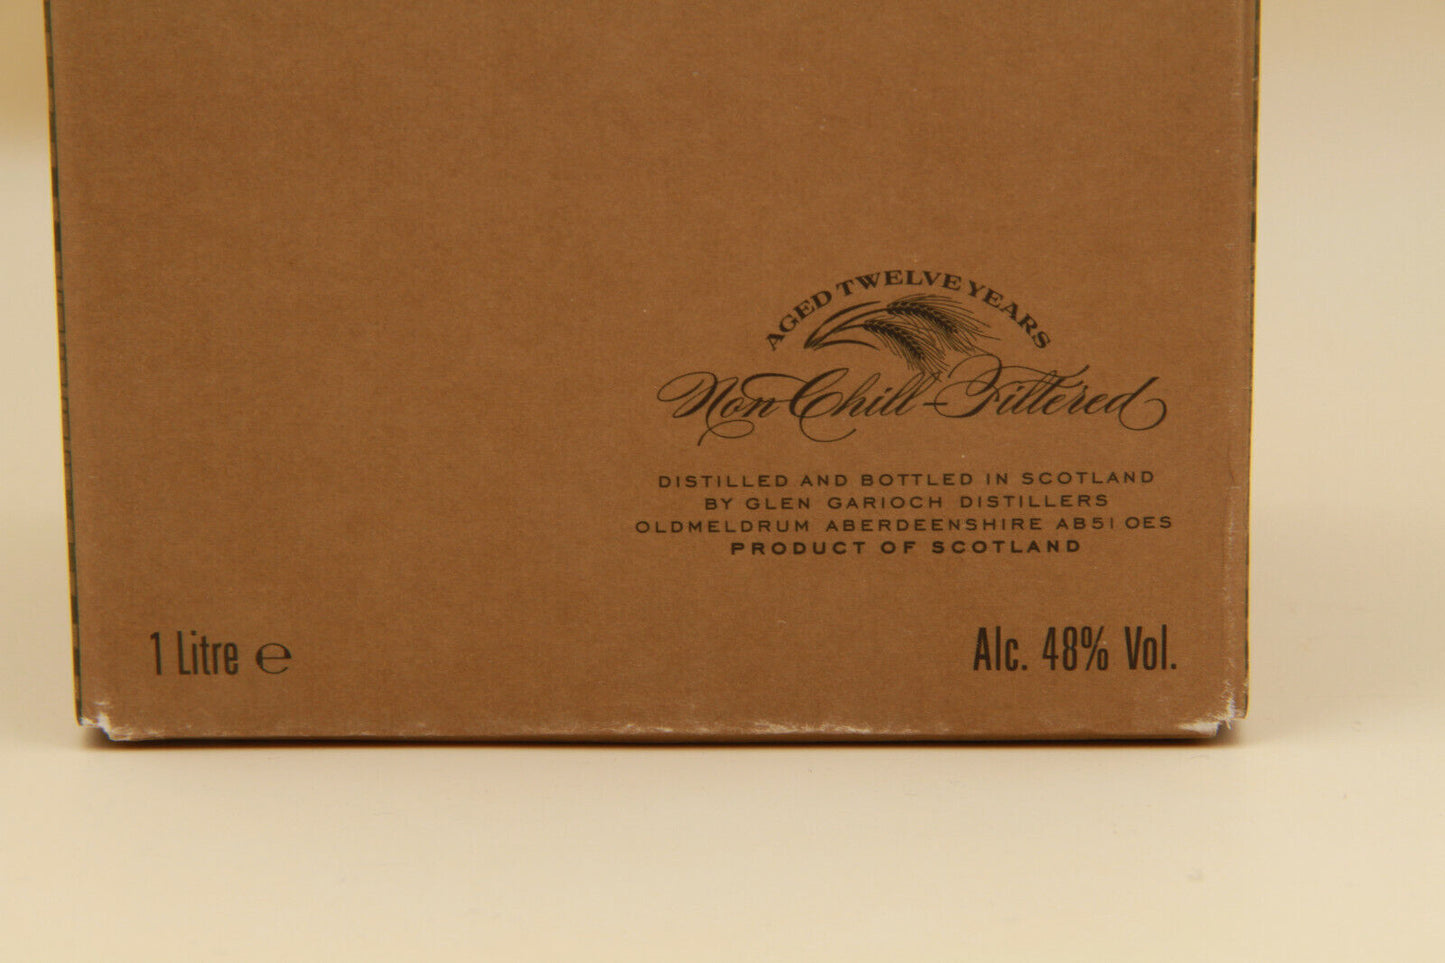 AGED TWELVE YEARS
Non Chill-Filtered
DISTILLED AND BOTTLED IN SCOTLAND
BY GLEN GARIOCH DISTILLERS
OLDMELDRUM ABERDEENSHIRE AB51 OES
PRODUCT OF SCOTLAND
1 Litre ℮
Alc. 48% Vol.